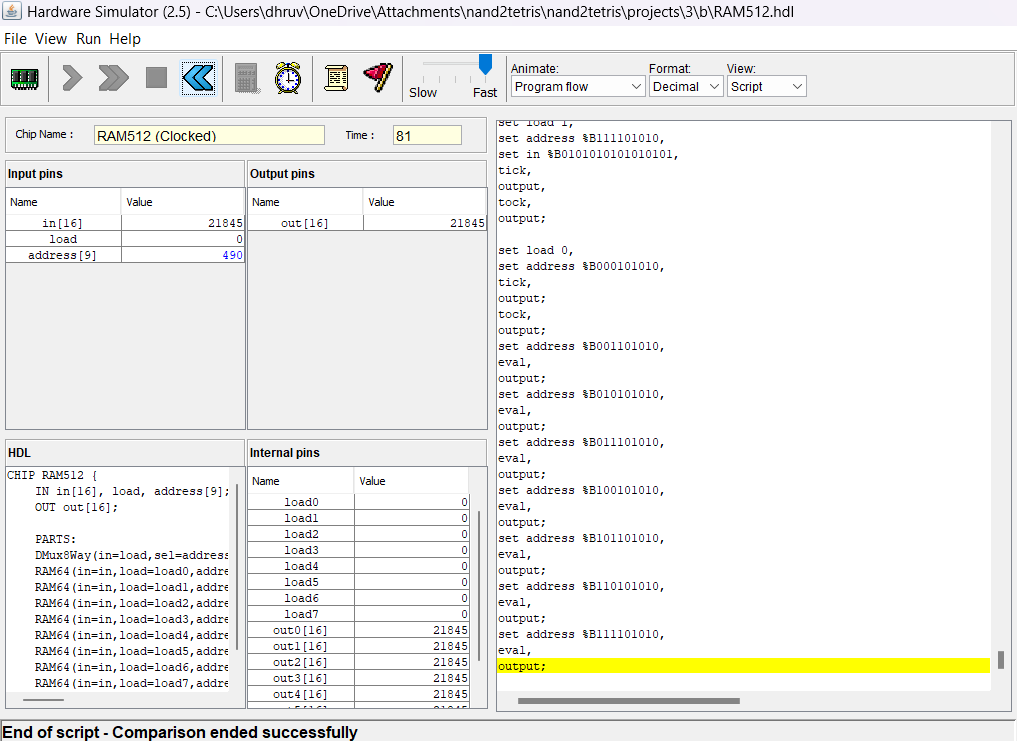 Hardware Simulator (2.5) - C:\Users\dhruv\OneDrive\Attachments\nand2tetris\nand2tetris\projects\3\b\RAM512.hdl
File View Run Help
Slow Fast
Animate: Format: View:
Program flow Decimal Script
Chip Name : RAM512 (Clocked) Time : 81
Input pins
Name Value
in[16] 21845
load 0
address[9] 490
Output pins
Name Value
out[16] 21845
HDL
CHIP RAM512 {
IN in[16], load, address[9];
OUT out[16];
PARTS:
DMux8Way(in=load,sel=address
RAM64(in=in,load=load0,addre
RAM64(in=in,load=load1,addre
RAM64(in=in,load=load2,addre
RAM64(in=in,load=load3,addre
RAM64(in=in,load=load4,addre
RAM64(in=in,load=load5,addre
RAM64(in=in,load=load6,addre
RAM64(in=in,load=load7,addre
Internal pins
Name Value
load0 0
load1 0
load2 0
load3 0
load4 0
load5 0
load6 0
load7 0
out0[16] 21845
out1[16] 21845
out2[16] 21845
out3[16] 21845
out4[16] 21845
set load 1,
set address %B111101010,
set in %B0101010101010101,
tick,
output,
tock,
output;
set load 0,
set address %B000101010,
tick,
output;
tock,
output;
set address %B001101010,
eval,
output;
set address %B010101010,
eval,
output;
set address %B011101010,
eval,
output;
set address %B100101010,
eval,
output;
set address %B101101010,
eval,
output;
set address %B110101010,
eval,
output;
set address %B111101010,
eval,
output;
End of script - Comparison ended successfully